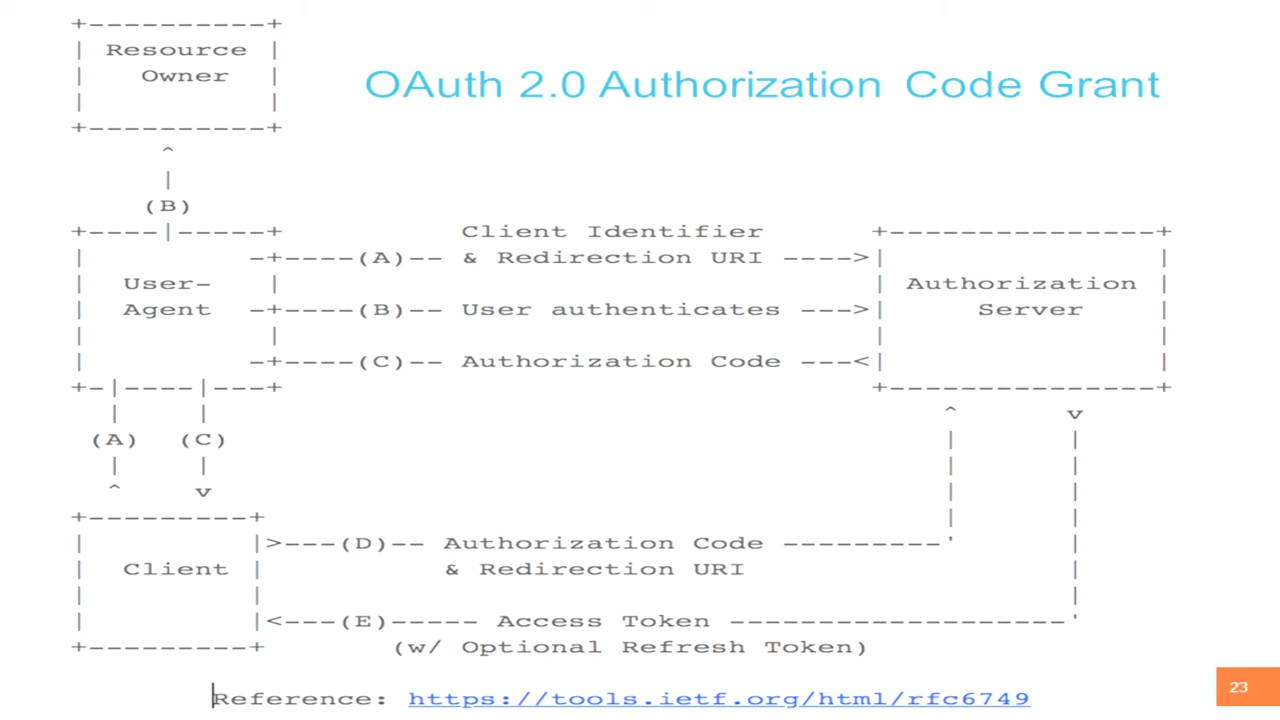 OAuth 2.0 Authorization Code Grant
+----------+
| Resource |
|   Owner  |
|          |
+----------+
     ^
     |
    (B)
+----|-----+          Client Identifier      +---------------+
|         -+----(A)-- & Redirection URI ---->|               |
|  User-   |                                 | Authorization |
|  Agent  -+----(B)-- User authenticates --->|     Server    |
|          |                                 |               |
|         -+----(C)-- Authorization Code ---<|               |
+-|----|---+                                 +---------------+
  |    |                                         ^      v
 (A)  (C)                                        |      |
  |    |                                         |      |
  ^    v                                         |      |
+---------+                                      |      |
|         |>---(D)-- Authorization Code ---------'      |
|  Client |          & Redirection URI                  |
|         |                                             |
|         |<---(E)----- Access Token -------------------'
+---------+       (w/ Optional Refresh Token)
Reference: https://tools.ietf.org/html/rfc6749
23